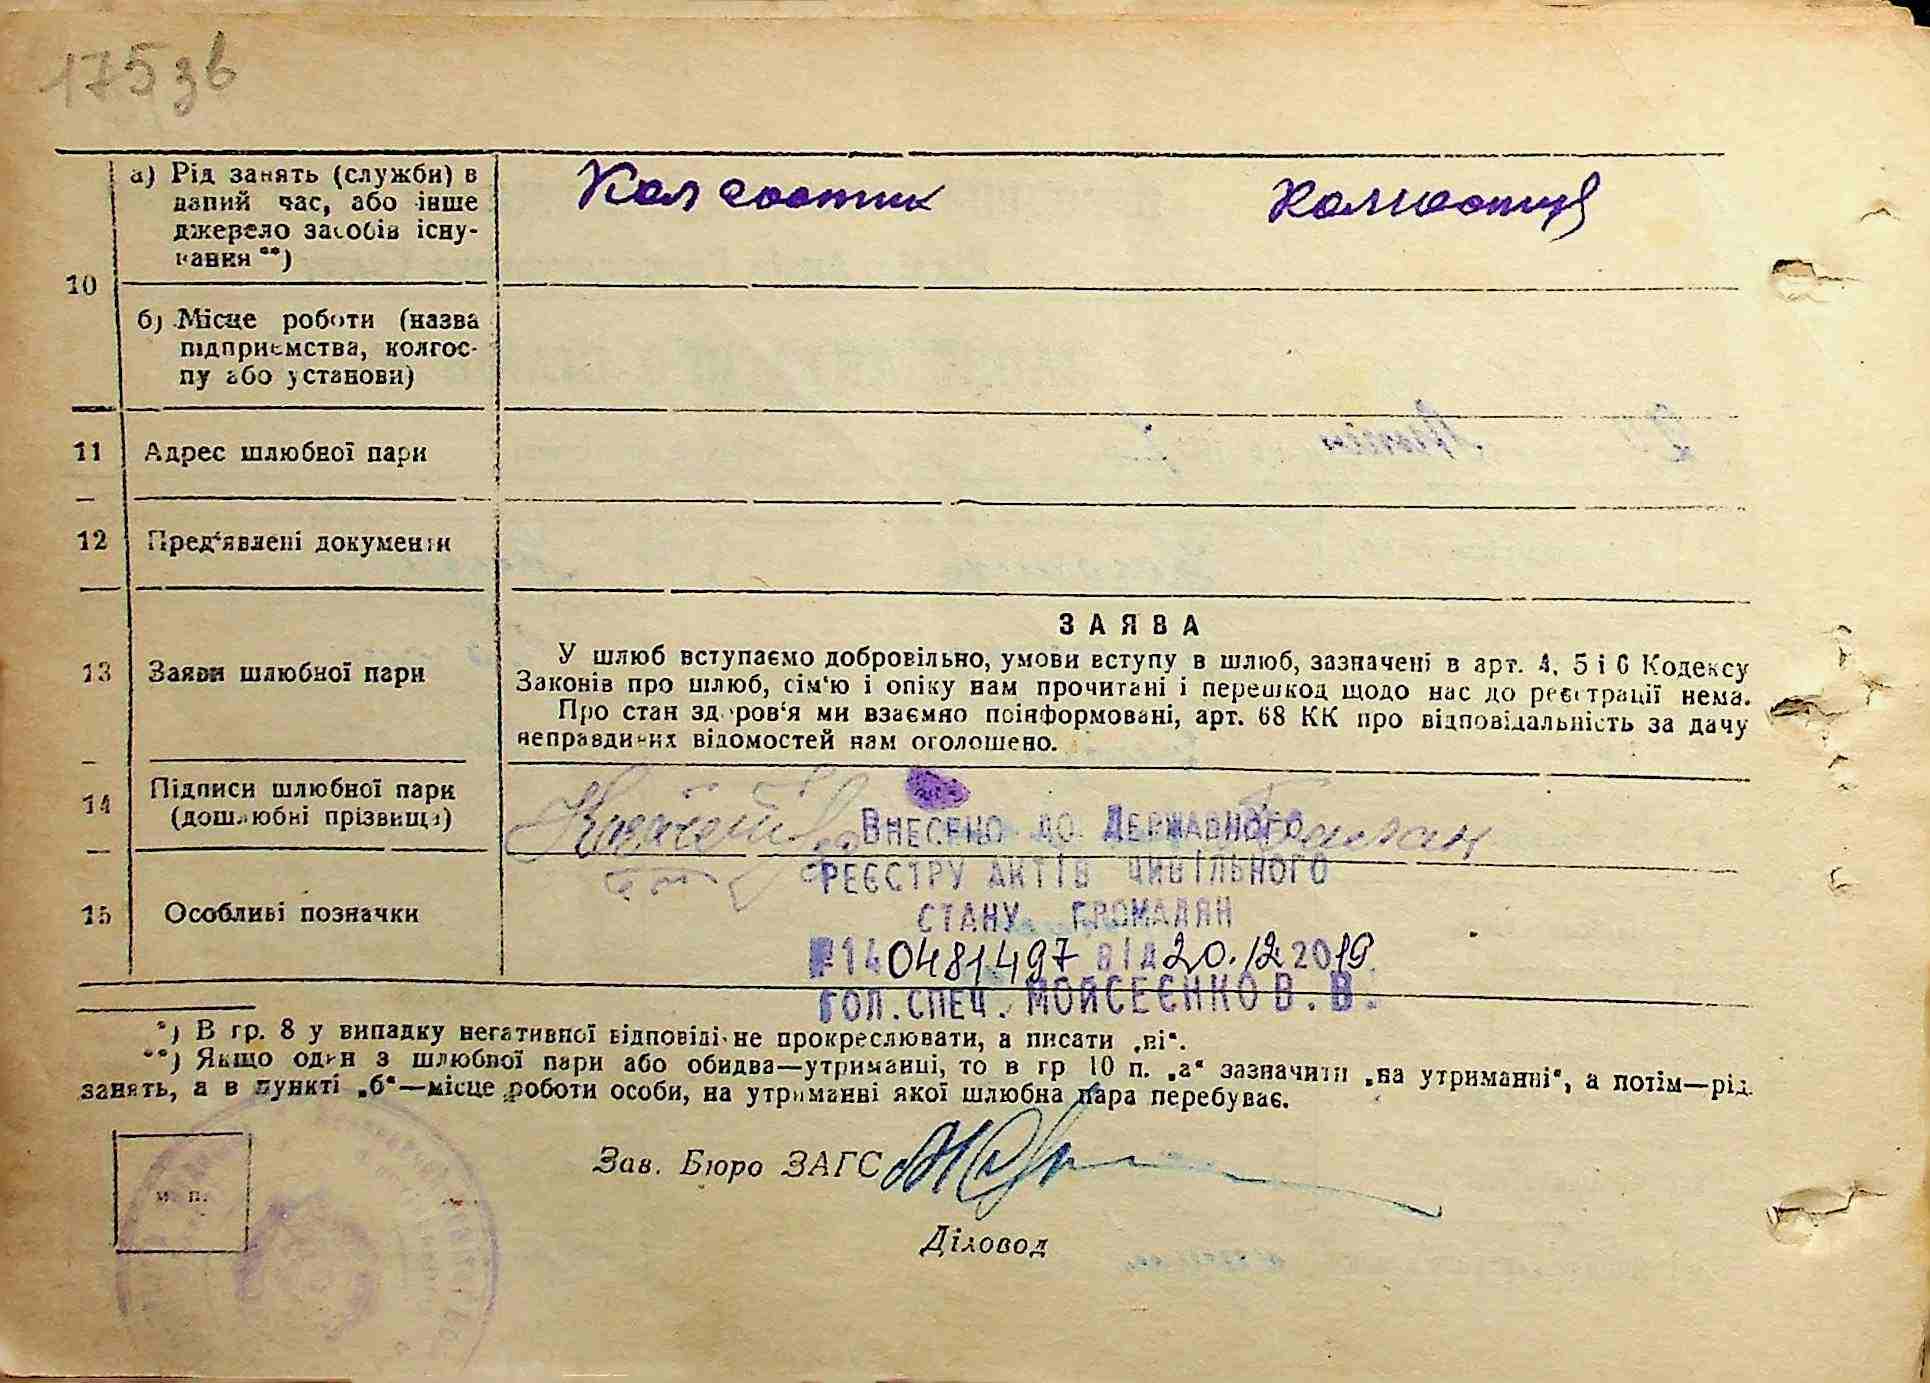 175зв
а) Рід занять (служби) в
даний час, або інше
джерело засобів існу-
вання **)
Колгоспник Колгоспниця
10
б) Місце роботи (назва
підприємства, колгос-
пу або установи)
11 Адрес шлюбної пари
12 Пред‘явлені документи
13 Заяви шлюбної пари
ЗАЯВА
У шлюб вступаємо добровільно, умови вступу в шлюб, зазначені в арт. 4, 5 і 6 Кодексу
Законів про шлюб, сім‘ю і опіку нам прочитані і перешкод щодо нас до реєстрації нема.
Про стан здоров‘я ми взаємно поінформовані, арт. 68 КК про відповідальність за дачу
неправдивих відомостей нам оголошено.
14 Підписи шлюбної пари
(дошлюбні прізвища)
15 Особливі позначки
Внесено до Державного
реєстру актів цивільного
стану громадян
№140481497 від 20.12.2019
гол. спец. Мойсеєнко В. В.
*) В гр. 8 у випадку негативної відповіді не прокреслювати, а писати „ні“.
**) Якщо один з шлюбної пари або обидва—утриманці, то в гр 10 п. „а“ зазначити „на утриманні“, а потім—рід
занять, а в пункті „б“—місце роботи особи, на утриманні якої шлюбна пара перебуває.
м. п.
Зав. Бюро ЗАГС
Діловод